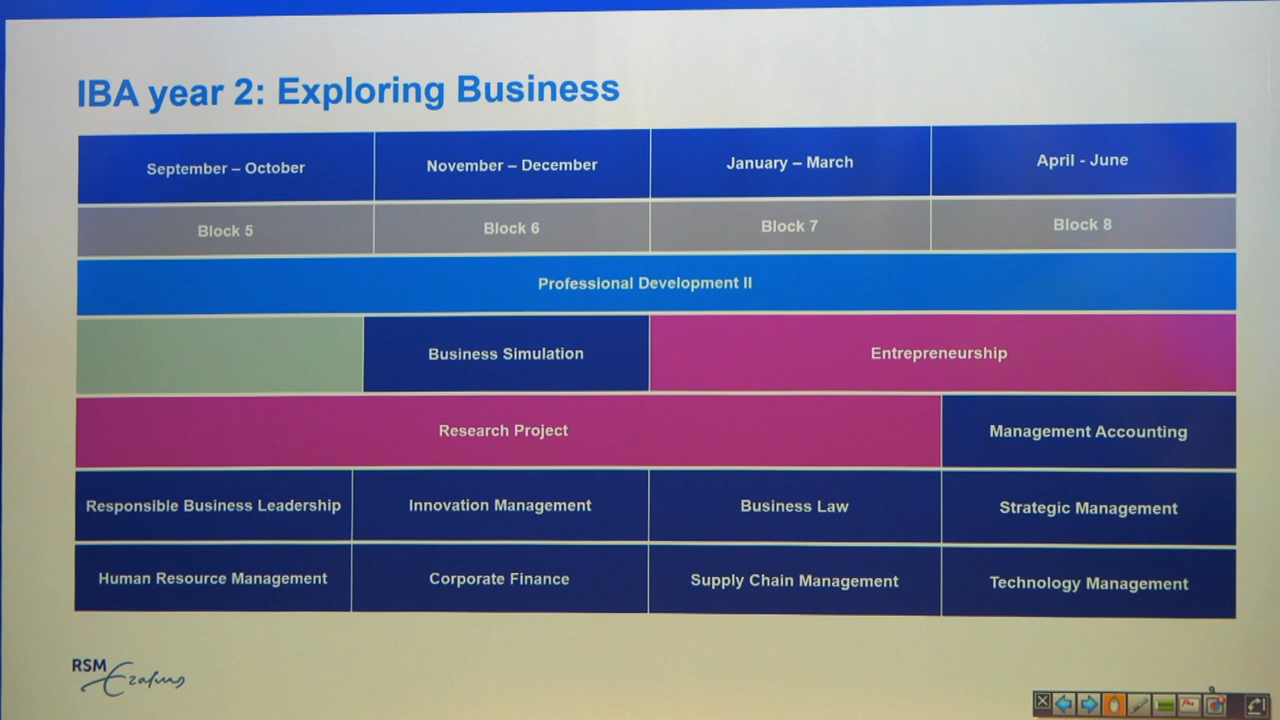 IBA year 2: Exploring Business
September – October
November – December
January – March
April - June
Block 5
Block 6
Block 7
Block 8
Professional Development II
Business Simulation
Entrepreneurship
Research Project
Management Accounting
Responsible Business Leadership
Innovation Management
Business Law
Strategic Management
Human Resource Management
Corporate Finance
Supply Chain Management
Technology Management
RSM
Erasmus